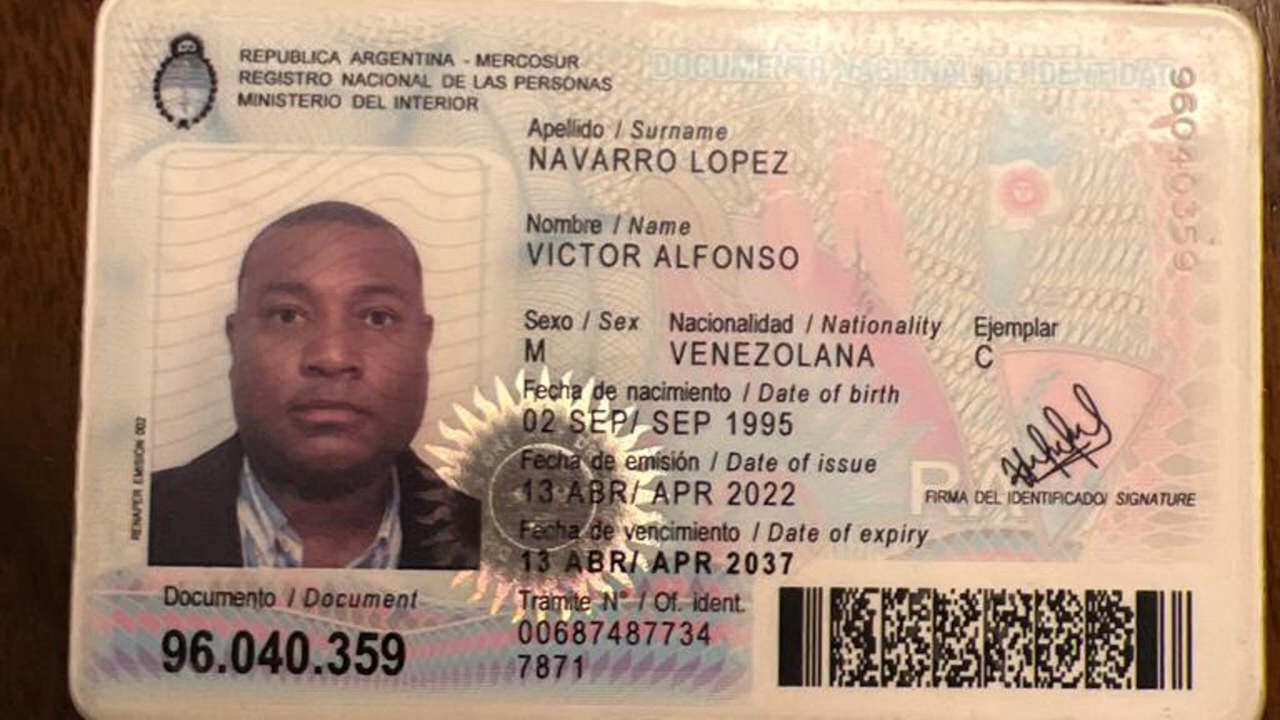 REPUBLICA ARGENTINA - MERCOSUR
REGISTRO NACIONAL DE LAS PERSONAS
MINISTERIO DEL INTERIOR
DOCUMENTO NACIONAL DE IDENTIDAD
Apellido / Surname
NAVARRO LOPEZ
Nombre / Name
VICTOR ALFONSO
Sexo / Sex Nacionalidad / Nationality Ejemplar
M VENEZOLANA C
Fecha de nacimiento / Date of birth
02 SEP/ SEP 1995
Fecha de emisión / Date of issue
13 ABR/ APR 2022
FIRMA DEL IDENTIFICADO/ SIGNATURE
Fecha de vencimiento / Date of expiry
13 ABR/ APR 2037
Documento / Document
96.040.359
Trámite N° / Of. ident.
00687487734
7871
RENAPER EMISION 002
96040359